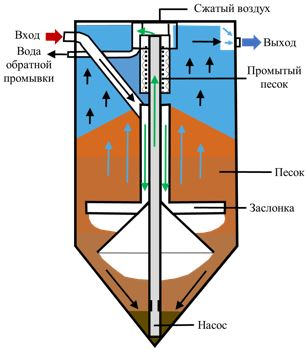 Сжатый воздух
Вход
Вода
обратной
промывки
Выход
Промытый
песок
Песок
Заслонка
Насос